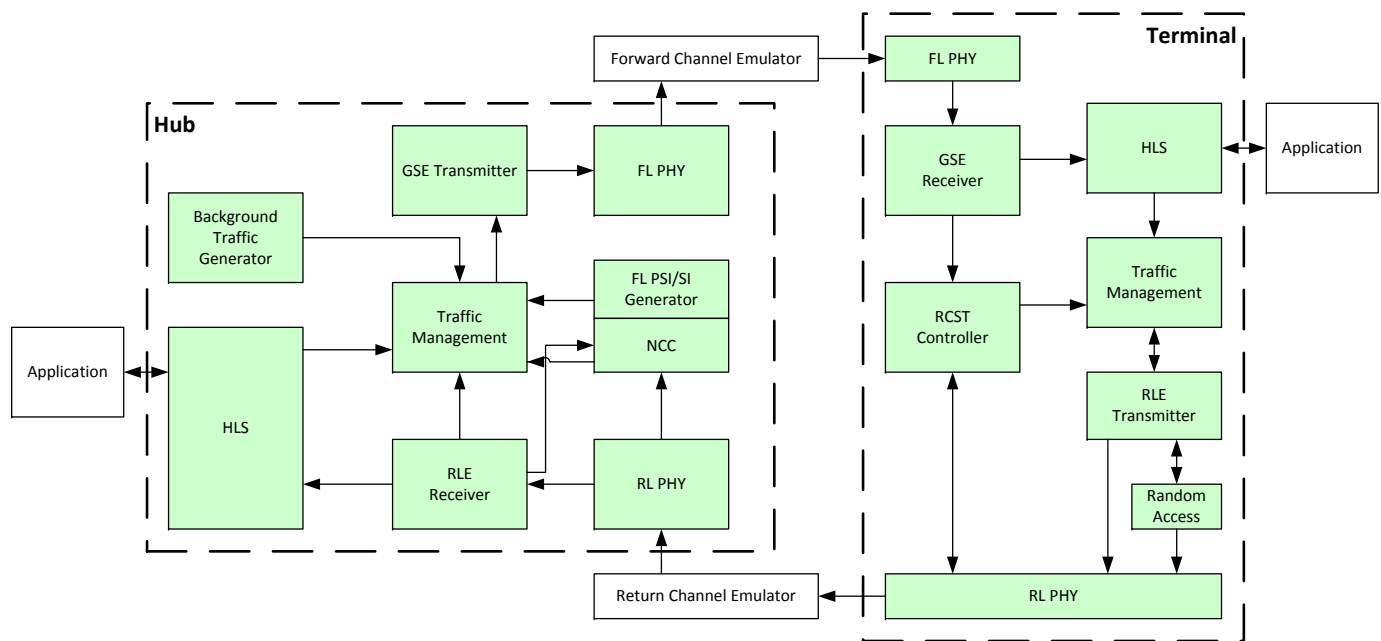 Forward Channel Emulator
Hub
GSE Transmitter
FL PHY
Background
Traffic
Generator
FL PSI/SI
Generator
Traffic
Management
NCC
Application
HLS
RLE
Receiver
RL PHY
Return Channel Emulator
Terminal
FL PHY
GSE
Receiver
HLS
Application
Traffic
Management
RCST
Controller
RLE
Transmitter
Random
Access
RL PHY